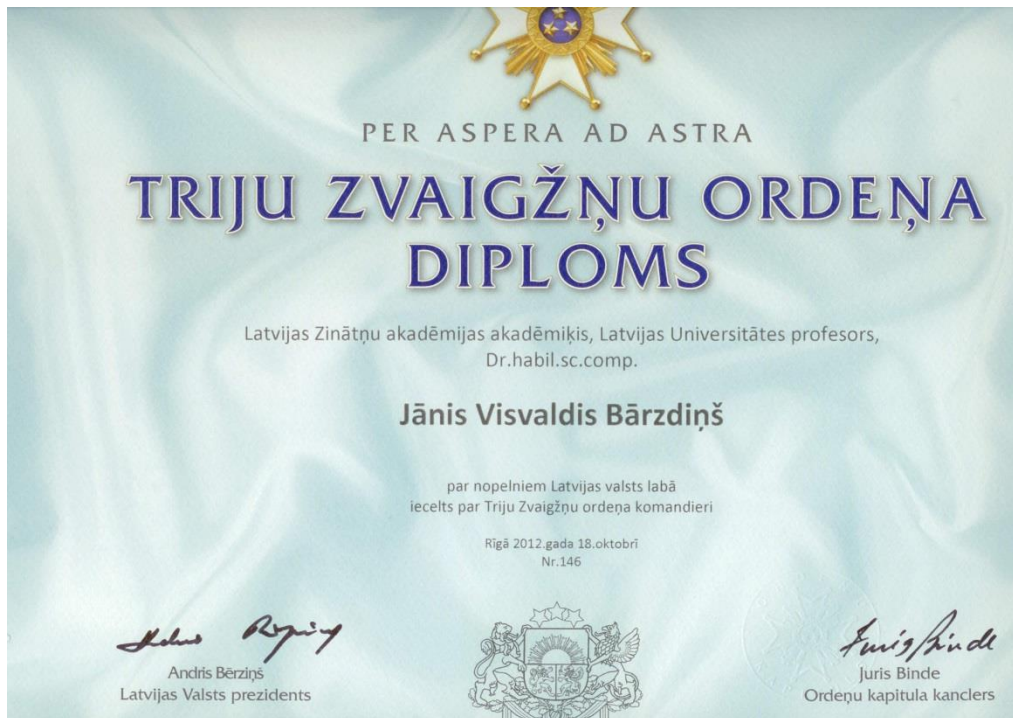 PER ASPERA AD ASTRA
TRIJU ZVAIGŽŅU ORDEŅA
DIPLOMS
Latvijas Zinātņu akadēmijas akadēmiķis, Latvijas Universitātes profesors,
Dr.habil.sc.comp.
Jānis Visvaldis Bārzdiņš
par nopelniem Latvijas valsts labā
iecelts par Triju Zvaigžņu ordeņa komandieri
Rīgā 2012.gada 18.oktobrī
Nr.146
Andris Bērziņš
Latvijas Valsts prezidents
Juris Binde
Juris Binde
Ordeņu kapitula kanclers